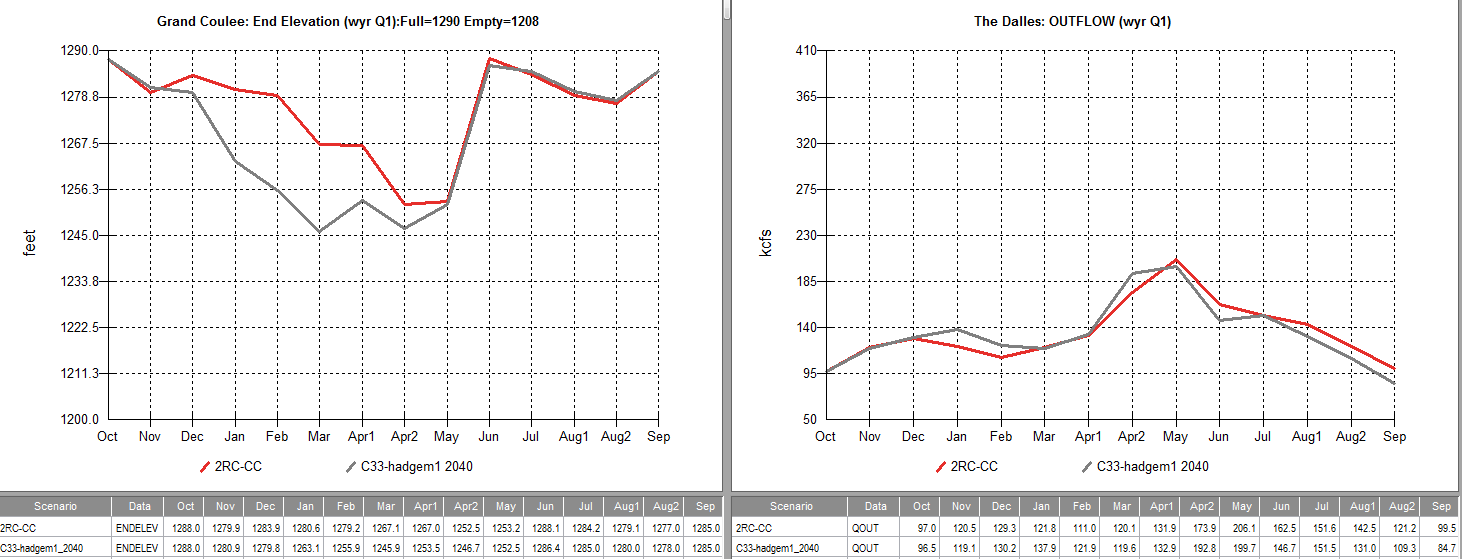 Grand Coulee: End Elevation (wyr Q1):Full=1290 Empty=1208
1290.0
1278.8
1267.5
1256.3
1245.0
1233.8
1222.5
1211.3
1200.0
feet
Oct Nov Dec Jan Feb Mar Apr1 Apr2 May Jun Jul Aug1 Aug2 Sep
2RC-CC C33-hadgem1 2040
Scenario Data Oct Nov Dec Jan Feb Mar Apr1 Apr2 May Jun Jul Aug1 Aug2 Sep
2RC-CC ENDELEV 1288.0 1279.9 1283.9 1280.6 1279.2 1267.1 1267.0 1252.5 1253.2 1288.1 1284.2 1279.1 1277.0 1285.0
C33-hadgem1_2040 ENDELEV 1288.0 1280.9 1279.8 1263.1 1255.9 1245.9 1253.5 1246.7 1252.5 1286.4 1285.0 1280.0 1278.0 1285.0
The Dalles: OUTFLOW (wyr Q1)
410
365
320
275
230
185
140
95
50
kcfs
Oct Nov Dec Jan Feb Mar Apr1 Apr2 May Jun Jul Aug1 Aug2 Sep
2RC-CC C33-hadgem1 2040
Scenario Data Oct Nov Dec Jan Feb Mar Apr1 Apr2 May Jun Jul Aug1 Aug2 Sep
2RC-CC QOUT 97.0 120.5 129.3 121.8 111.0 120.1 131.9 173.9 206.1 162.5 151.6 142.5 121.2 99.5
C33-hadgem1_2040 QOUT 96.5 119.1 130.2 137.9 121.9 119.6 132.9 192.8 199.7 146.7 151.5 131.0 109.3 84.7